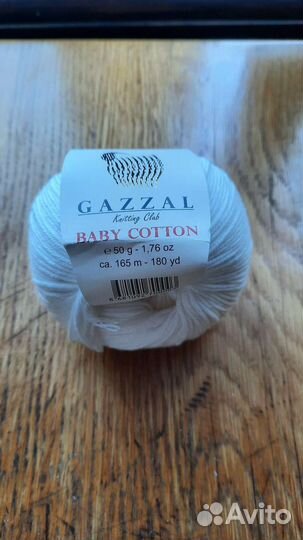 GAZZAL
Knitting Club
BABY COTTON
e 50 g - 1,76 oz
ca. 165 m - 180 yd
Avito